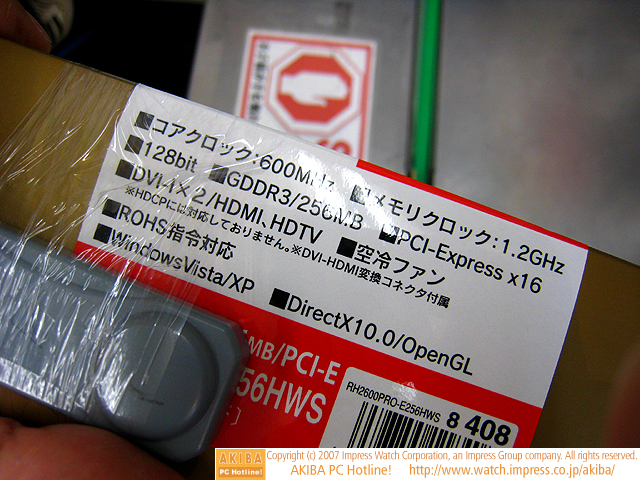 ■コアクロック:600MHz ■メモリクロック:1.2GHz
■128bit ■GDDR3/256MB ■PCI-Express x16
■DVI-I×2/HDMI、HDTV ■空冷ファン
※HDCPには対応しておりません。※DVI-HDMI変換コネクタ付属
■ROHS指令対応
■WindowsVista/XP ■DirectX10.0/OpenGL
MB/PCI-E
56HWS
RH2600PRO-E256HWS 8 408
AKIBA
PC Hotline!
Copyright (c) 2007 Impress Watch Corporation, an Impress Group company. All rights reserved.
AKIBA PC Hotline! http://www.watch.impress.co.jp/akiba/